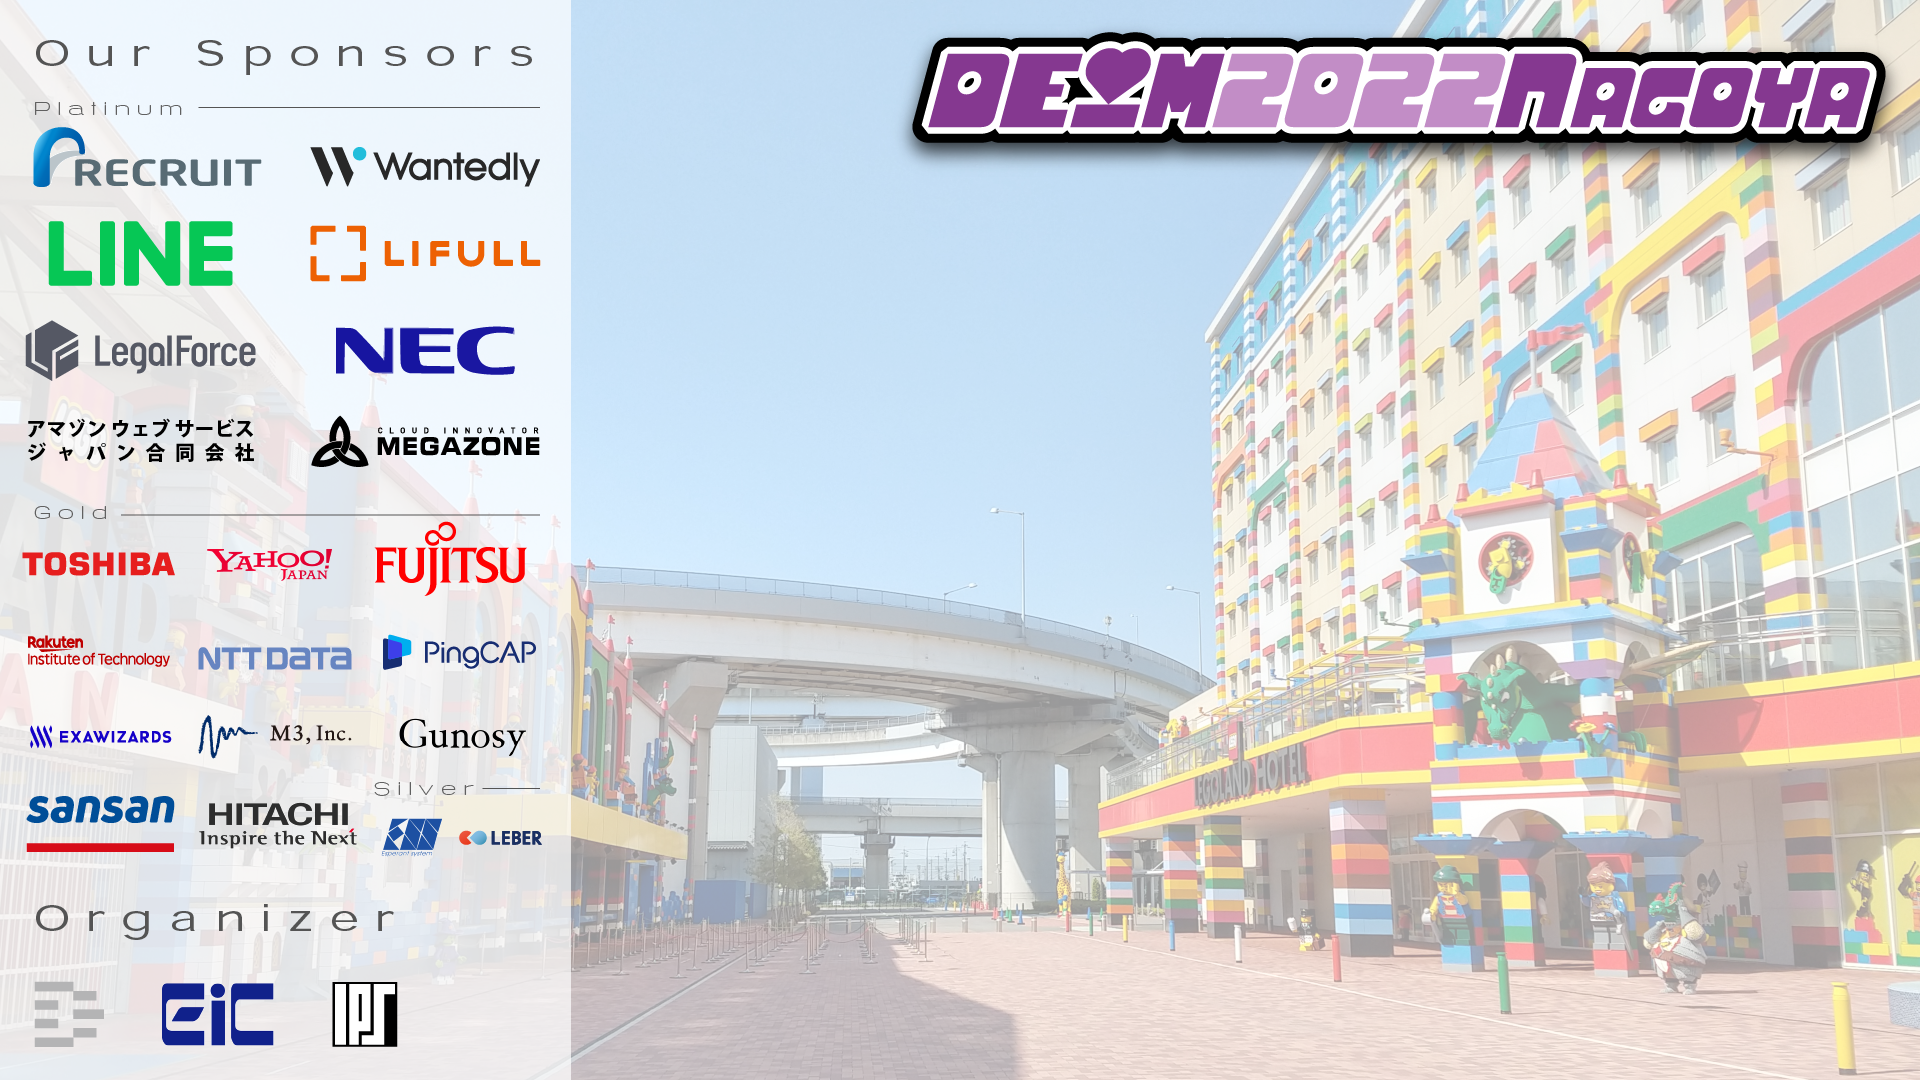 Our Sponsors
Platinum
RECRUIT
Wantedly
LINE
LIFULL
LegalForce
NEC
アマゾン ウェブ サービス
ジャパン合同会社
CLOUD INNOVATOR
MEGAZONE
Gold
TOSHIBA
YAHOO!
JAPAN
FUJITSU
Rakuten
Institute of Technology
NTT DATA
PingCAP
EXAWIZARDS
M3, Inc.
Gunosy
sansan
HITACHI
Inspire the Next
Silver
LEBER
Organizer
EiC
IPSJ
DEIM2022NAGOYA
LEGOLAND HOTEL